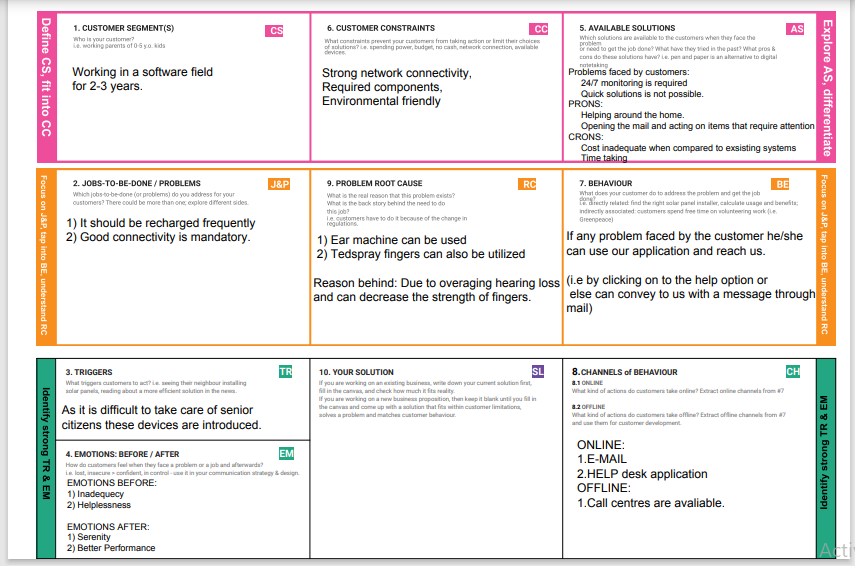 Define CS, fit into CC
1. CUSTOMER SEGMENT(S)
CS
Who is your customer?
i.e. working parents of 0-5 y.o. kids
Working in a software field
for 2-3 years.
6. CUSTOMER CONSTRAINTS
CC
What constraints prevent your customers from taking action or limit their choices
of solutions? i.e. spending power, budget, no cash, network connection, available
devices.
Strong network connectivity,
Required components,
Environmental friendly
5. AVAILABLE SOLUTIONS
AS
Which solutions are available to the customers when they face the
problem
or need to get the job done? What have they tried in the past? What pros &
cons do these solutions have? i.e. pen and paper is an alternative to digital
notetaking
Problems faced by customers:
24/7 monitoring is required
Quick solutions is not possible.
PRONS:
Helping around the home.
Opening the mail and acting on items that require attention
CRONS:
Cost inadequate when compared to exsisting systems
Time taking
Explore AS, differentiate
Focus on J&P, tap into BE, understand RC
2. JOBS-TO-BE-DONE / PROBLEMS
J&P
Which jobs-to-be-done (or problems) do you address for your
customers? There could be more than one; explore different sides.
1) It should be recharged frequently
2) Good connectivity is mandatory.
9. PROBLEM ROOT CAUSE
RC
What is the real reason that this problem exists?
What is the back story behind the need to do
this job?
i.e. customers have to do it because of the change in
regulations.
1) Ear machine can be used
2) Tedspray fingers can also be utilized
Reason behind: Due to overaging hearing loss
and can decrease the strength of fingers.
7. BEHAVIOUR
BE
What does your customer do to address the problem and get the job
done?
i.e. directly related: find the right solar panel installer, calculate usage and benefits;
indirectly associated: customers spend free time on volunteering work (i.e.
Greenpeace)
If any problem faced by the customer he/she
can use our application and reach us.
(i.e by clicking on to the help option or
else can convey to us with a message through
mail)
Focus on J&P, tap into BE, understand RC
Identify strong TR & EM
3. TRIGGERS
TR
What triggers customers to act? i.e. seeing their neighbour installing
solar panels, reading about a more efficient solution in the news.
As it is difficult to take care of senior
citizens these devices are introduced.
4. EMOTIONS: BEFORE / AFTER
EM
How do customers feel when they face a problem or a job and afterwards?
i.e. lost, insecure > confident, in control - use it in your communication strategy & design.
EMOTIONS BEFORE:
1) Inadequecy
2) Helplessness
EMOTIONS AFTER:
1) Serenity
2) Better Performance
10. YOUR SOLUTION
SL
If you are working on an existing business, write down your current solution first,
fill in the canvas, and check how much it fits reality.
If you are working on a new business proposition, then keep it blank until you fill in
the canvas and come up with a solution that fits within customer limitations,
solves a problem and matches customer behaviour.
8.CHANNELS of BEHAVIOUR
CH
8.1 ONLINE
What kind of actions do customers take online? Extract online channels from #7
8.2 OFFLINE
What kind of actions do customers take offline? Extract offline channels from #7
and use them for customer development.
ONLINE:
1.E-MAIL
2.HELP desk application
OFFLINE:
1.Call centres are avaliable.
Identify strong TR & EM
Activ